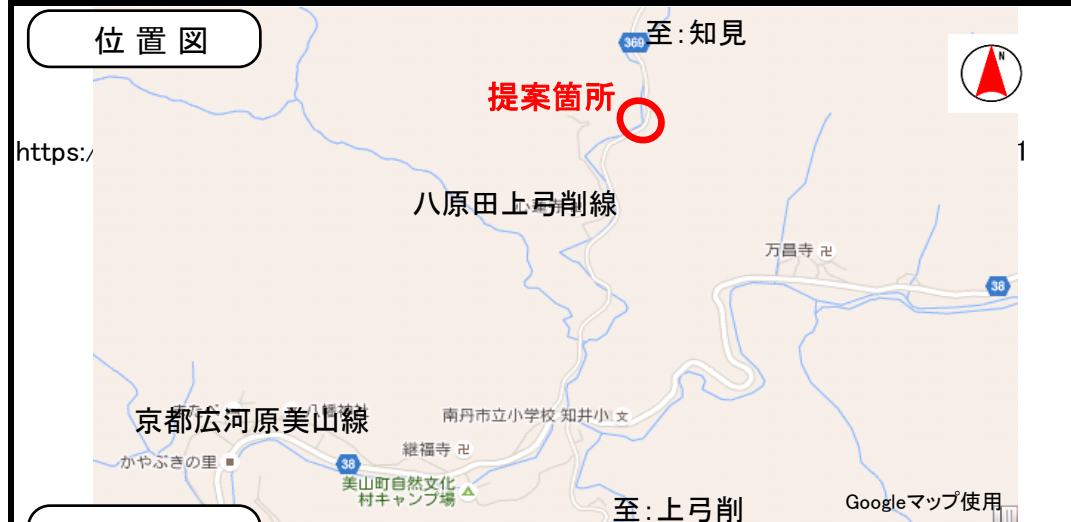 位 置 図
369
至:知見
N
提案箇所
https:/
1
八原田上弓削線
万昌寺
38
京都広河原美山線
南丹市立小学校 知井小 文
継福寺
かやぶきの里
38
美山町自然文化
村キャンプ場
至:上弓削
Googleマップ使用